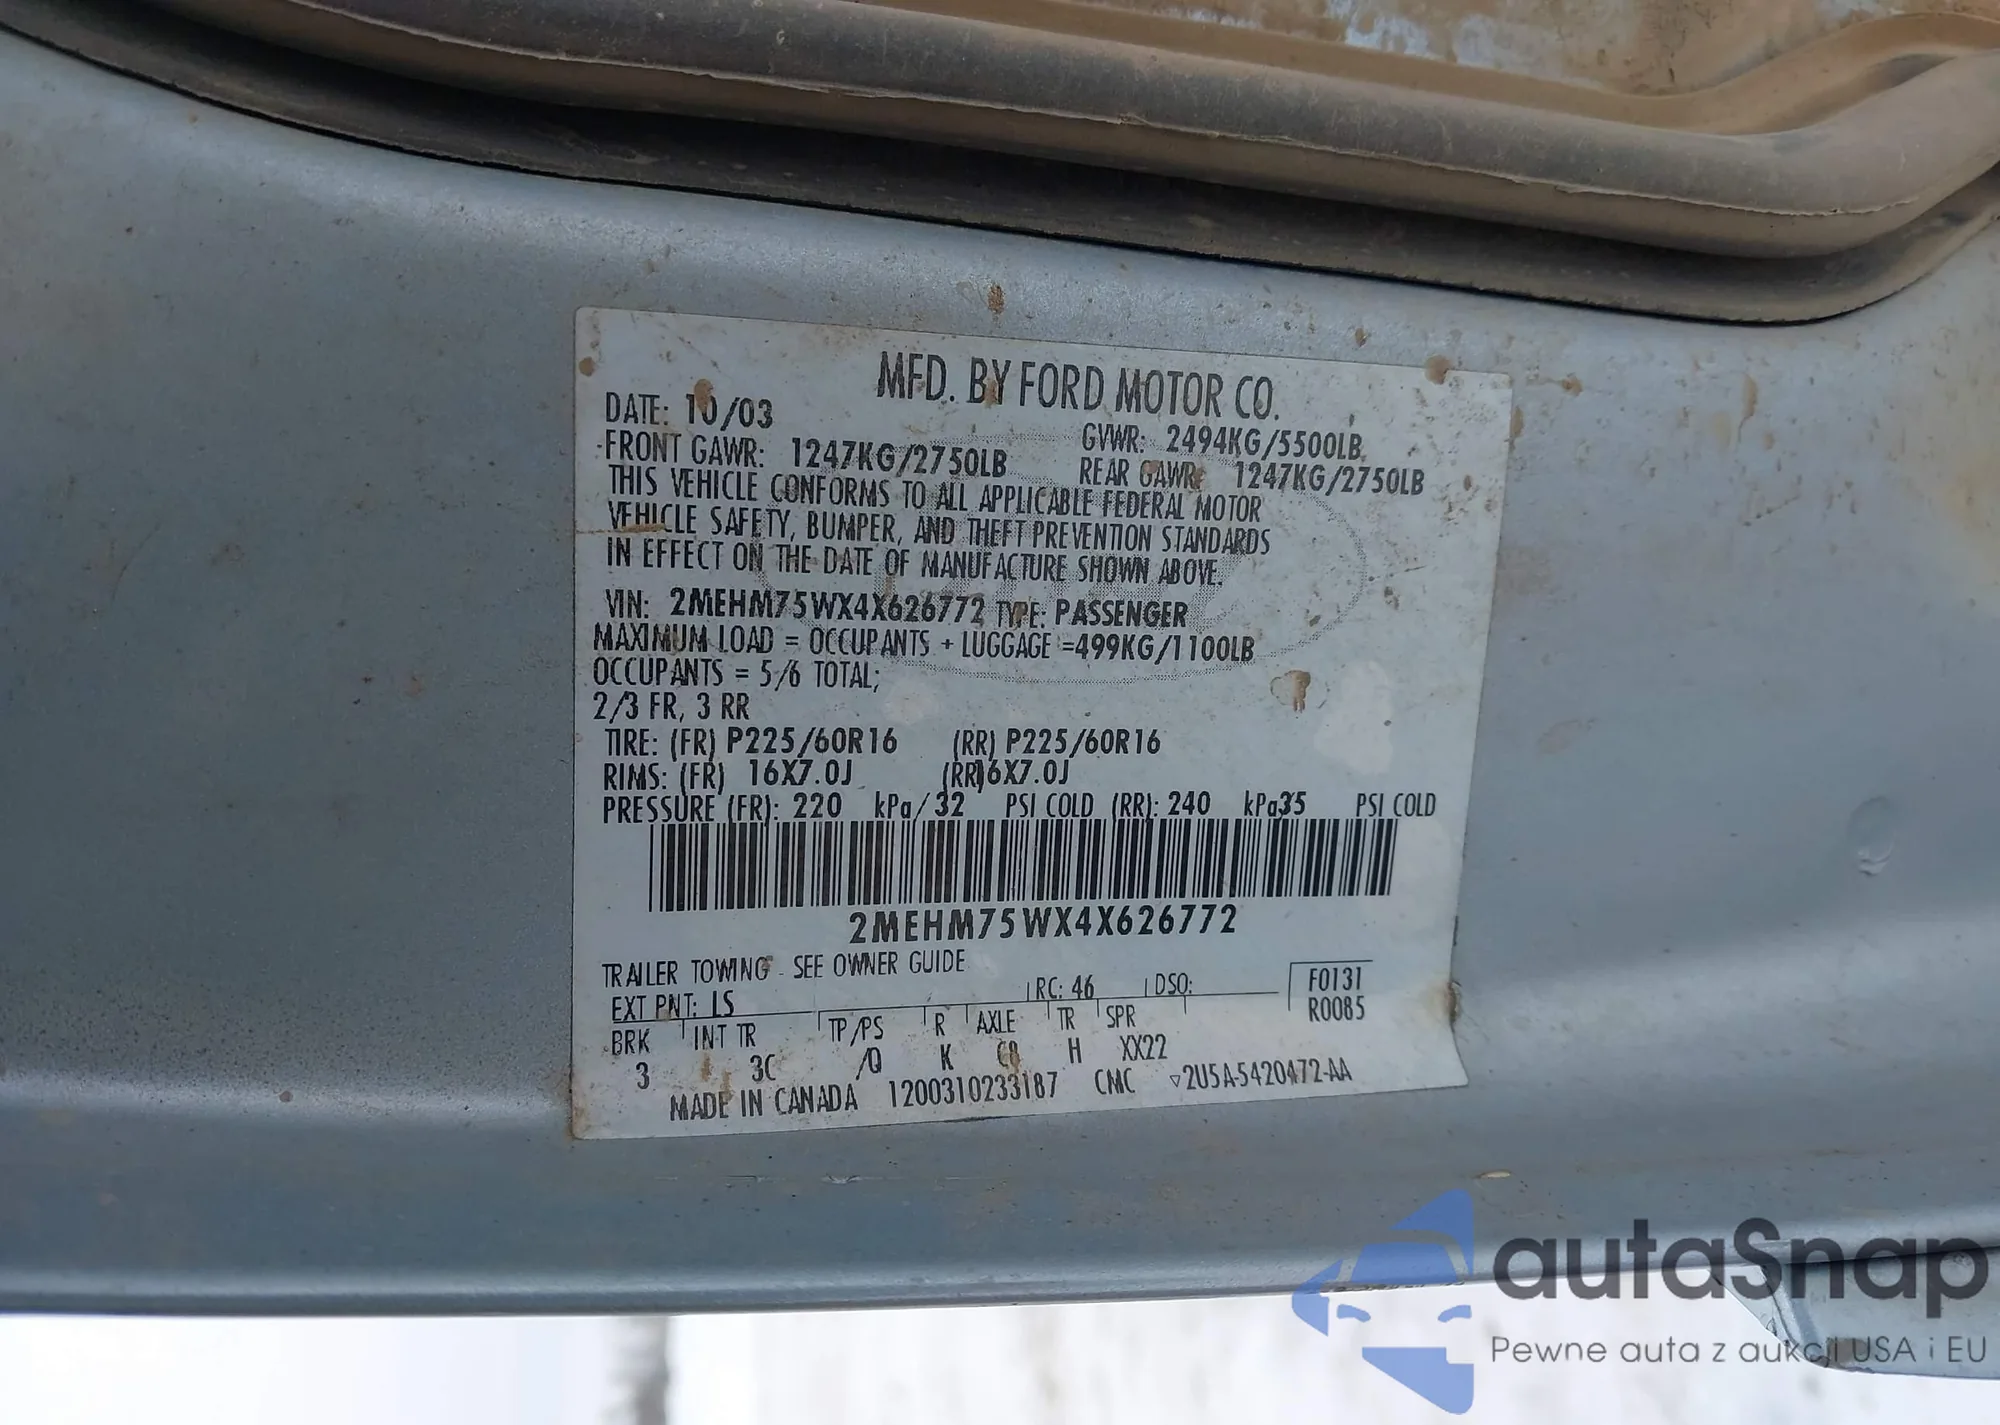 MFD. BY FORD MOTOR CO.
DATE: 10/03
GVWR: 2494KG/5500LB
FRONT GAWR: 1247KG/2750LB
REAR GAWR: 1247KG/2750LB
THIS VEHICLE CONFORMS TO ALL APPLICABLE FEDERAL MOTOR
VEHICLE SAFETY, BUMPER, AND THEFT PREVENTION STANDARDS
IN EFFECT ON THE DATE OF MANUFACTURE SHOWN ABOVE.
VIN: 2MEHM75WX4X626772 TYPE: PASSENGER
MAXIMUM LOAD = OCCUPANTS + LUGGAGE =499KG/1100LB
OCCUPANTS = 5/6 TOTAL;
2/3 FR, 3 RR
TIRE: (FR) P225/60R16 (RR) P225/60R16
RIMS: (FR) 16X7.0J (RR)16X7.0J
PRESSURE (FR): 220 kPa/ 32 PSI COLD (RR): 240 kPa35 PSI COLD
2MEHM75WX4X626772
TRAILER TOWING - SEE OWNER GUIDE
EXT PNT: LS RC: 46 DSO: F0131
R0085
BRK INT TR TP/PS R AXLE TR SPR
3 3C /Q K C8 H XX22
MADE IN CANADA 1200310233187 CMC ▽2U5A-5420472-AA
autaSnap
Pewne auta z aukcji USA i EU